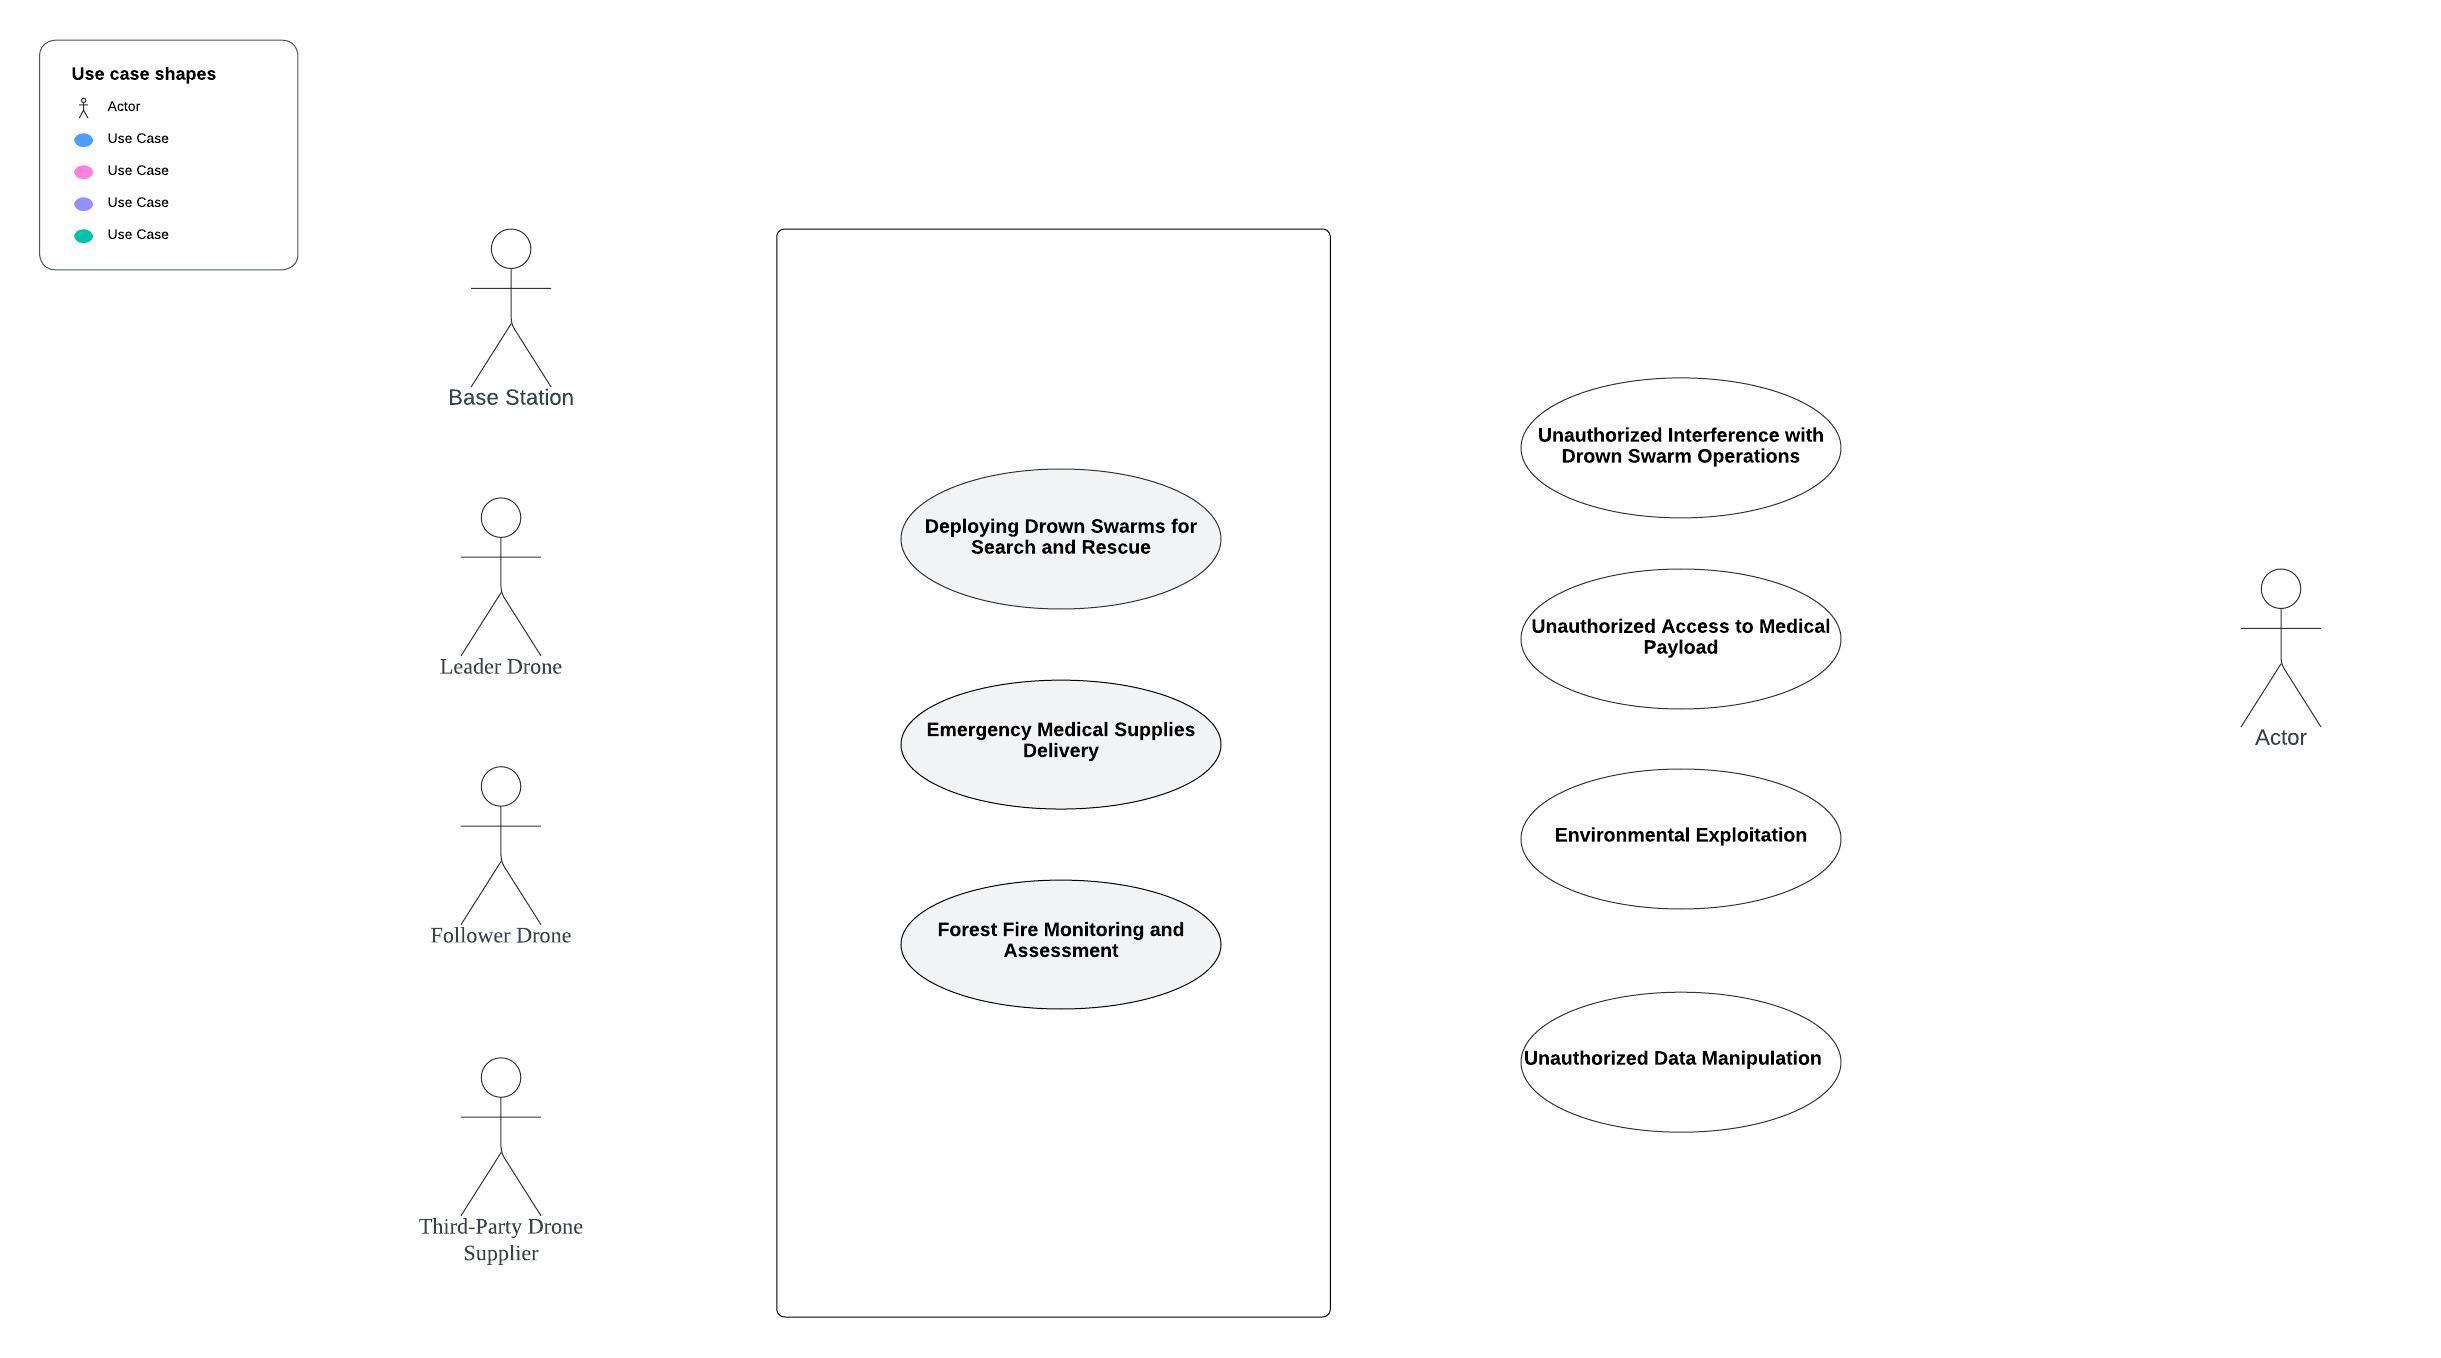 Use case shapes
Actor
Use Case
Use Case
Use Case
Use Case
Base Station
Leader Drone
Follower Drone
Third-Party Drone
Supplier
Deploying Drown Swarms for
Search and Rescue
Emergency Medical Supplies
Delivery
Forest Fire Monitoring and
Assessment
Unauthorized Interference with
Drown Swarm Operations
Unauthorized Access to Medical
Payload
Environmental Exploitation
Unauthorized Data Manipulation
Actor